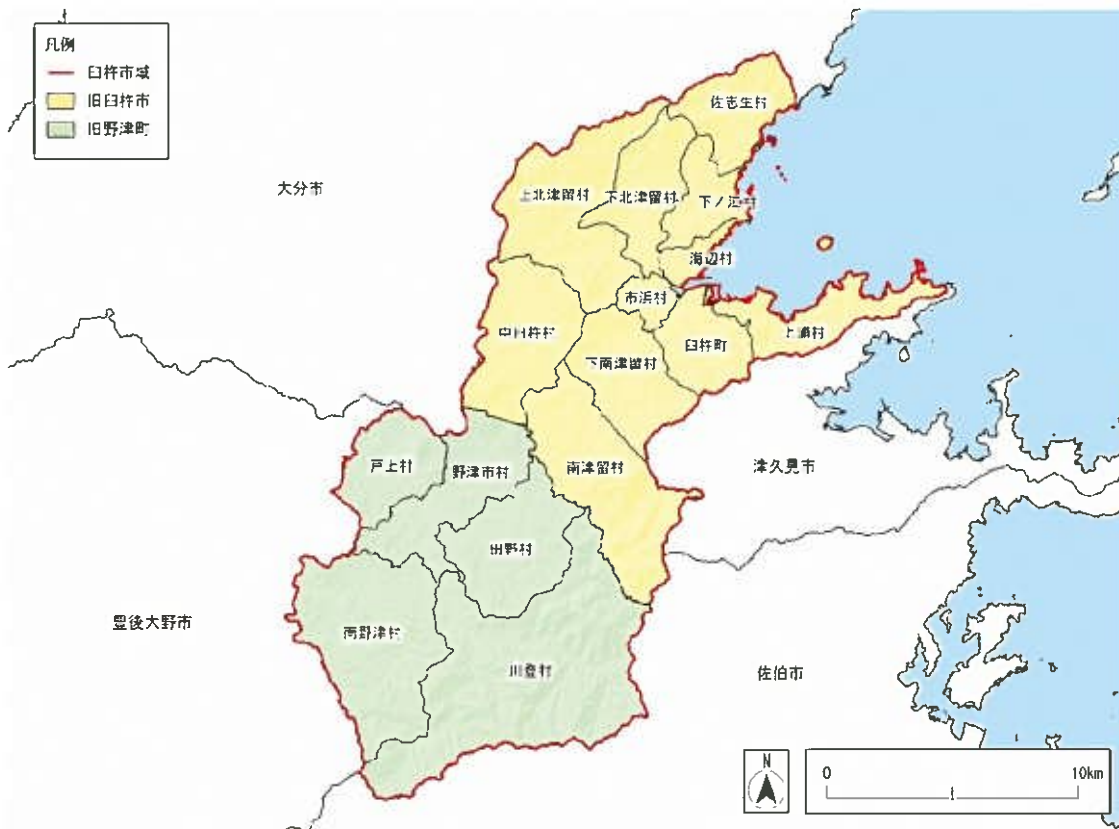 凡例
臼杵市域
旧臼杵市
旧野津町
佐志生村
大分市
上北津留村
下北津留村
下ノ江村
海辺村
市浜村
中臼杵村
臼杵町
上浦村
下南津留村
戸上村
野津市村
南津留村
津久見市
田野村
豊後大野市
南野津村
川登村
佐伯市
N
0
10km